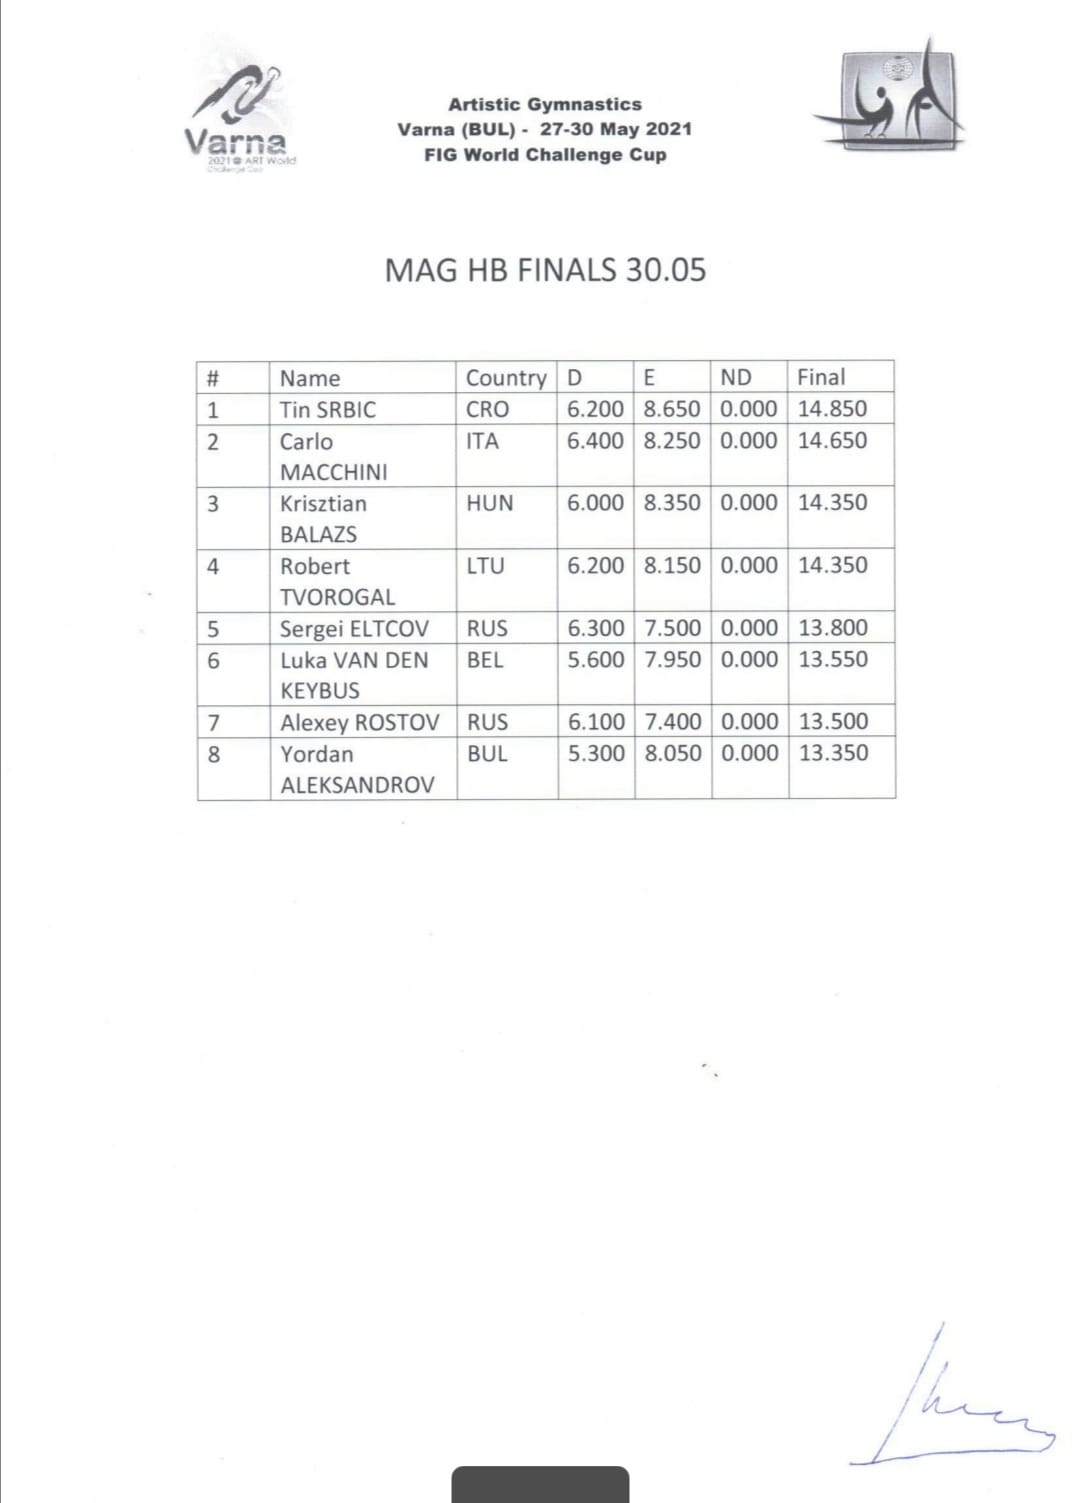 Varna
2021 @ ART World
Challenge Cup
Artistic Gymnastics
Varna (BUL) - 27-30 May 2021
FIG World Challenge Cup
MAG HB FINALS 30.05
# Name Country D E ND Final
1 Tin SRBIC CRO 6.200 8.650 0.000 14.850
2 Carlo MACCHINI ITA 6.400 8.250 0.000 14.650
3 Krisztian BALAZS HUN 6.000 8.350 0.000 14.350
4 Robert TVOROGAL LTU 6.200 8.150 0.000 14.350
5 Sergei ELTCOV RUS 6.300 7.500 0.000 13.800
6 Luka VAN DEN KEYBUS BEL 5.600 7.950 0.000 13.550
7 Alexey ROSTOV RUS 6.100 7.400 0.000 13.500
8 Yordan ALEKSANDROV BUL 5.300 8.050 0.000 13.350